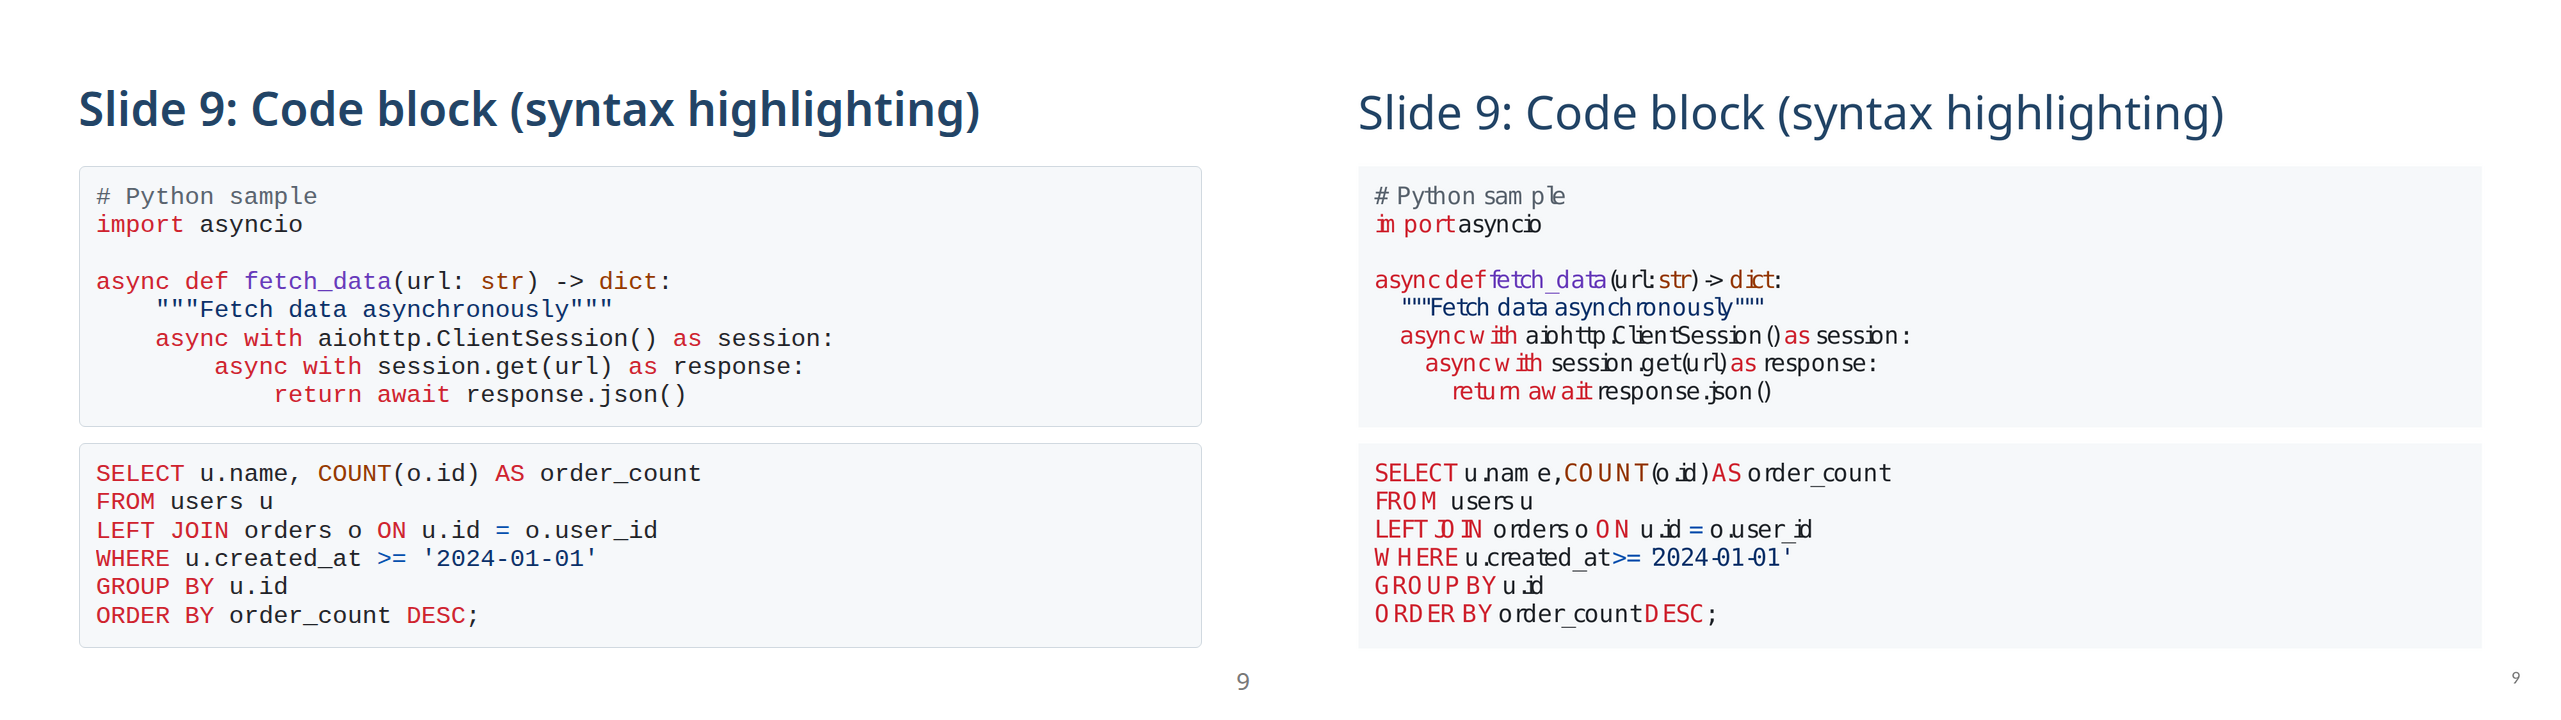 Slide 9: Code block (syntax highlighting)
# Python sample
import asyncio
async def fetch_data(url: str) -> dict:
    """Fetch data asynchronously"""
    async with aiohttp.ClientSession() as session:
        async with session.get(url) as response:
            return await response.json()
SELECT u.name, COUNT(o.id) AS order_count
FROM users u
LEFT JOIN orders o ON u.id = o.user_id
WHERE u.created_at >= '2024-01-01'
GROUP BY u.id
ORDER BY order_count DESC;
9
Slide 9: Code block (syntax highlighting)
# Python sample
import asyncio
async def fetch_data(url: str) -> dict:
    """Fetch data asynchronously"""
    async with aiohttp.ClientSession() as session:
        async with session.get(url) as response:
            return await response.json()
SELECT u.name, COUNT(o.id) AS order_count
FROM users u
LEFT JOIN orders o ON u.id = o.user_id
WHERE u.created_at >= '2024-01-01'
GROUP BY u.id
ORDER BY order_count DESC;
9